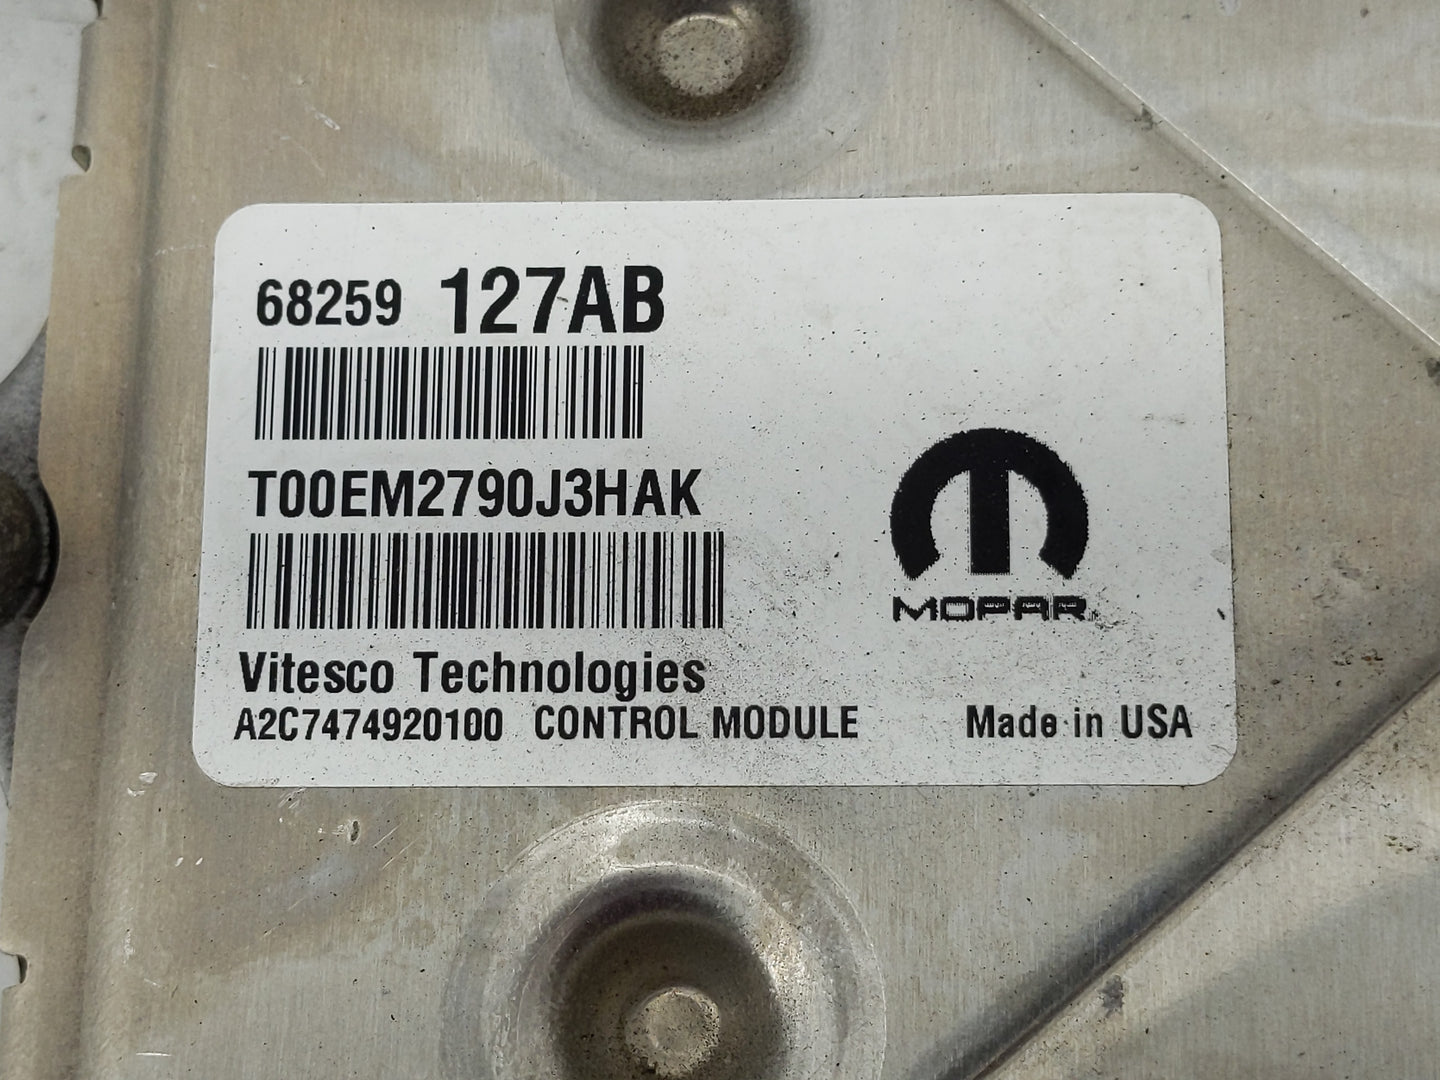 68259 127AB
T00EM2790J3HAK
MOPAR
Vitesco Technologies
A2C7474920100 CONTROL MODULE Made in USA